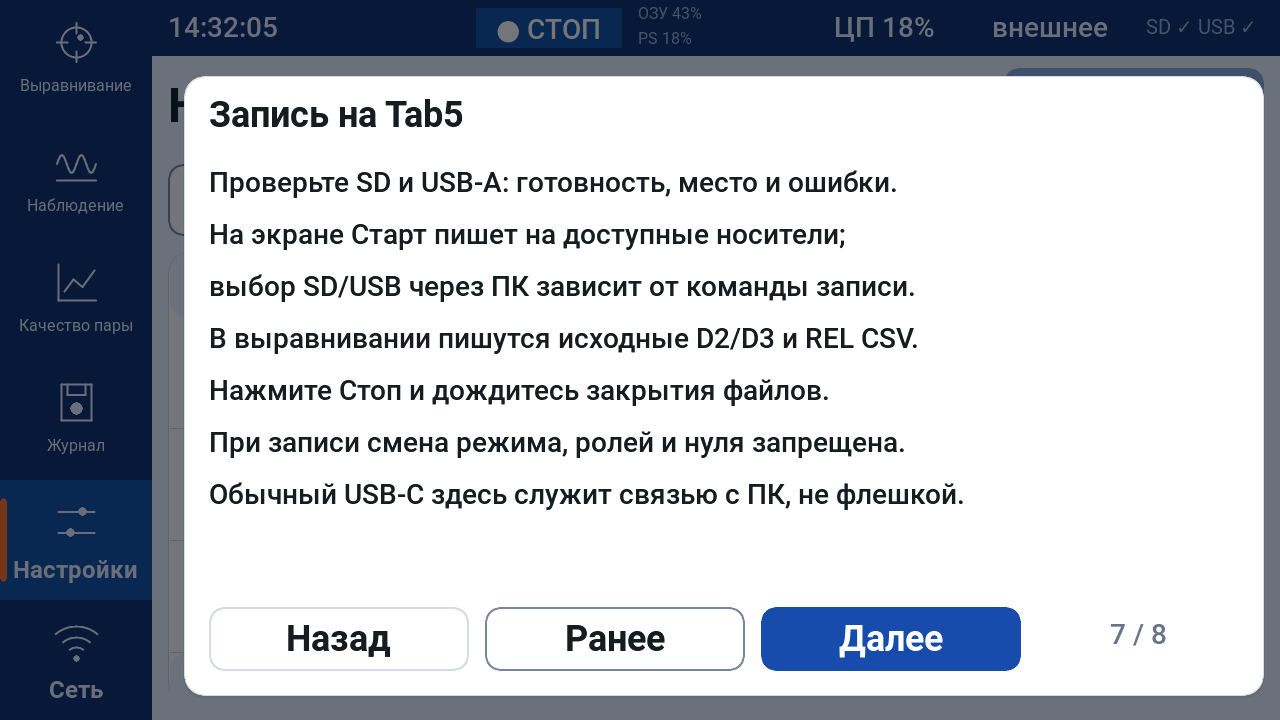 14:32:05
СТОП
ОЗУ 43%
PS 18%
ЦП 18%
внешнее
SD ✓ USB ✓
Выравнивание
Наблюдение
Качество пары
Журнал
Настройки
Сеть
Запись на Tab5
Проверьте SD и USB-A: готовность, место и ошибки.
На экране Старт пишет на доступные носители;
выбор SD/USB через ПК зависит от команды записи.
В выравнивании пишутся исходные D2/D3 и REL CSV.
Нажмите Стоп и дождитесь закрытия файлов.
При записи смена режима, ролей и нуля запрещена.
Обычный USB-C здесь служит связью с ПК, не флешкой.
Назад
Ранее
Далее
7 / 8